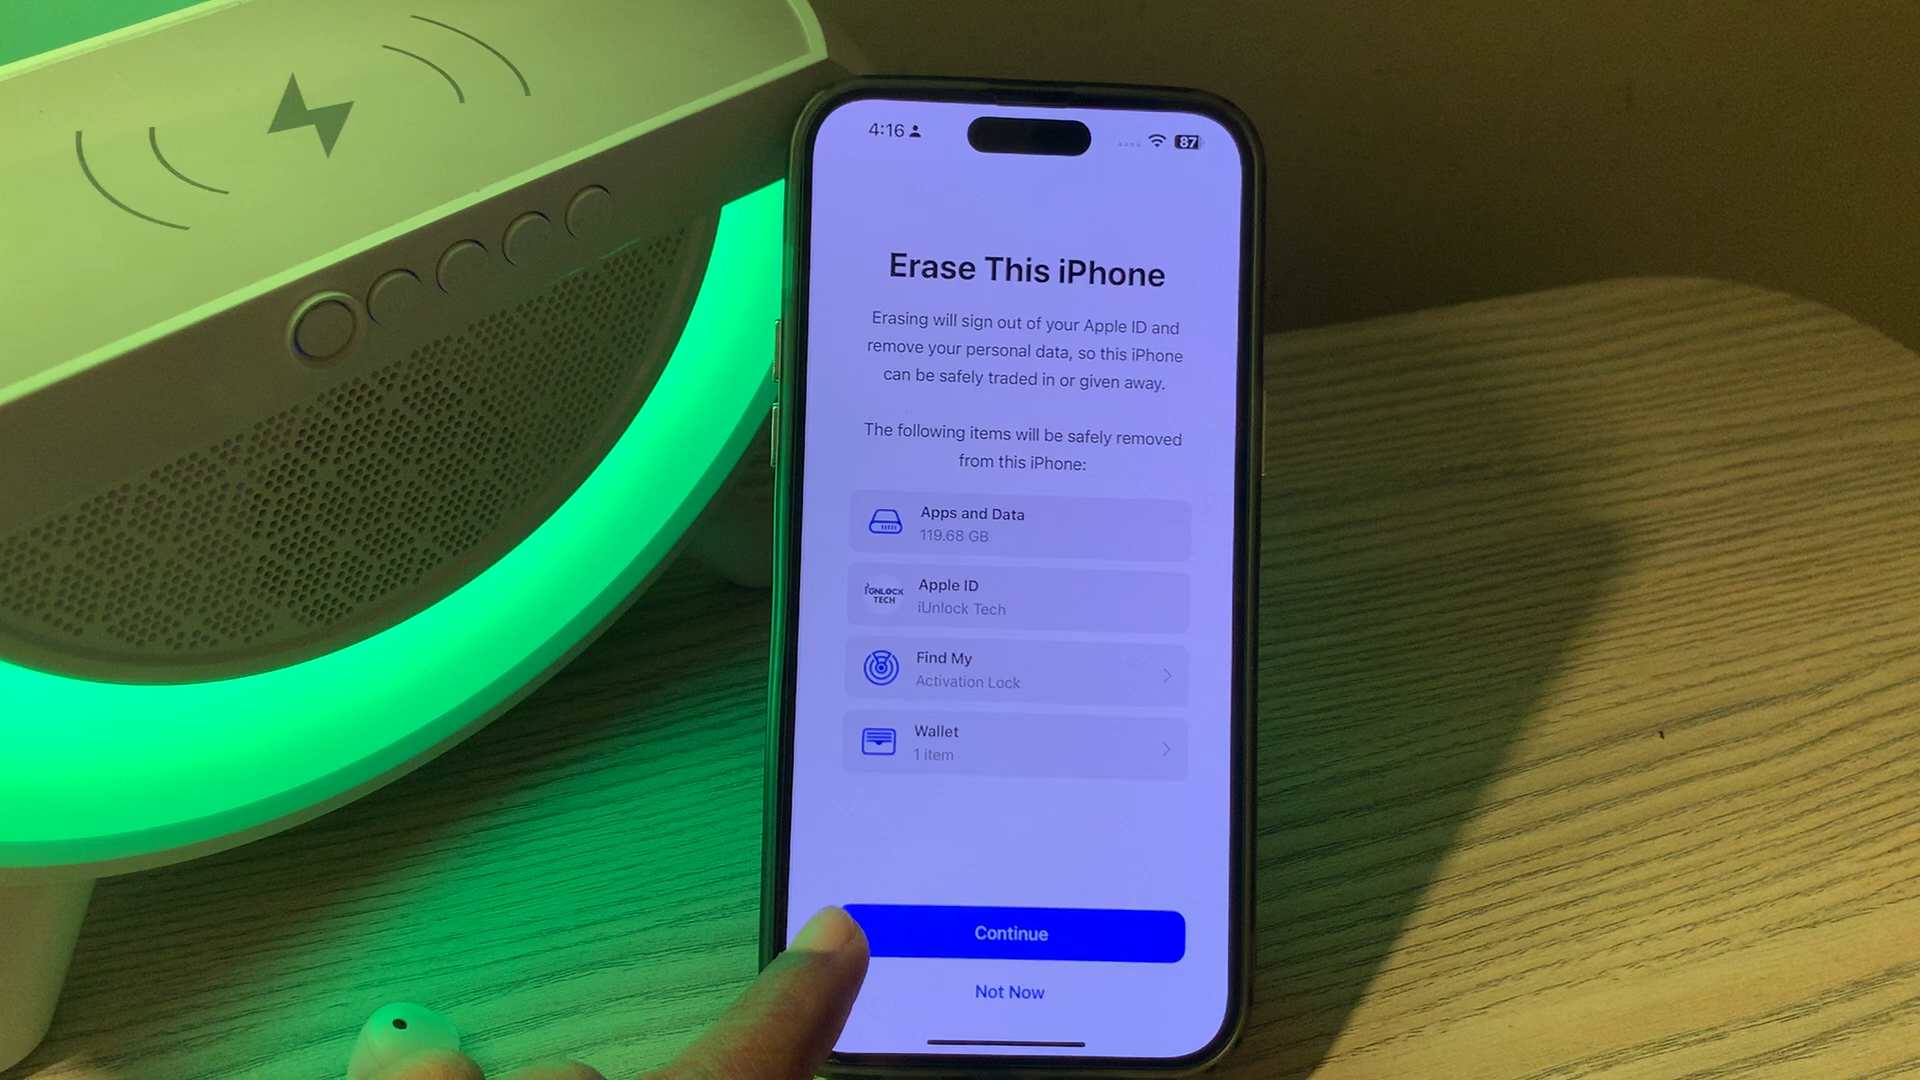 4:16
87
Erase This iPhone
Erasing will sign out of your Apple ID and
remove your personal data, so this iPhone
can be safely traded in or given away.
The following items will be safely removed
from this iPhone:
Apps and Data
119.68 GB
iUNLOCK
TECH
Apple ID
iUnlock Tech
Find My
Activation Lock
Wallet
1 item
Continue
Not Now